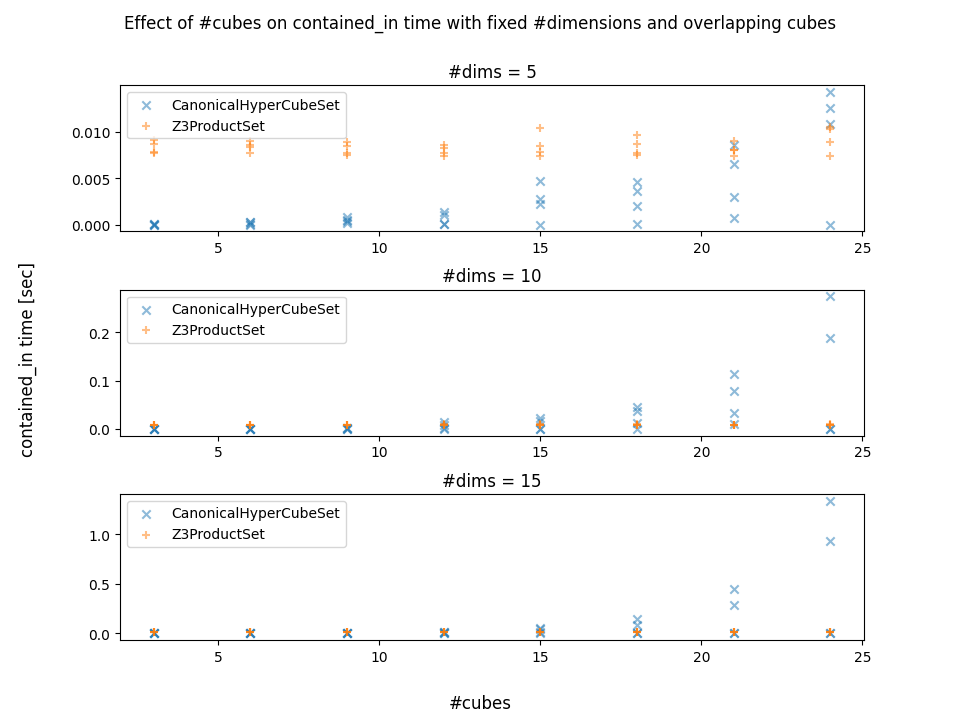 Effect of #cubes on contained_in time with fixed #dimensions and overlapping cubes
#dims = 5
CanonicalHyperCubeSet
Z3ProductSet
0.010
0.005
0.000
5 10 15 20 25
#dims = 10
CanonicalHyperCubeSet
Z3ProductSet
0.2
0.1
0.0
5 10 15 20 25
contained_in time [sec]
#dims = 15
CanonicalHyperCubeSet
Z3ProductSet
1.0
0.5
0.0
5 10 15 20 25
#cubes